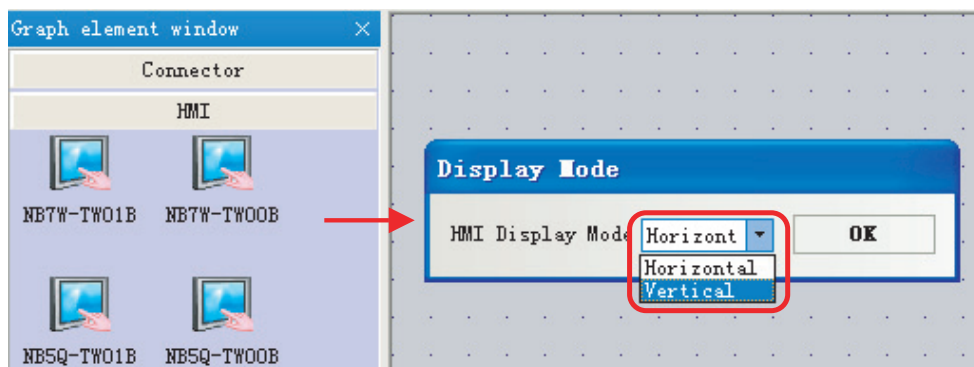 Graph element window
Connector
HMI
NB7W-TW01B NB7W-TW00B
NB5Q-TW01B NB5Q-TW00B
Display Mode
HMI Display Mode Horizont OK
Horizontal
Vertical